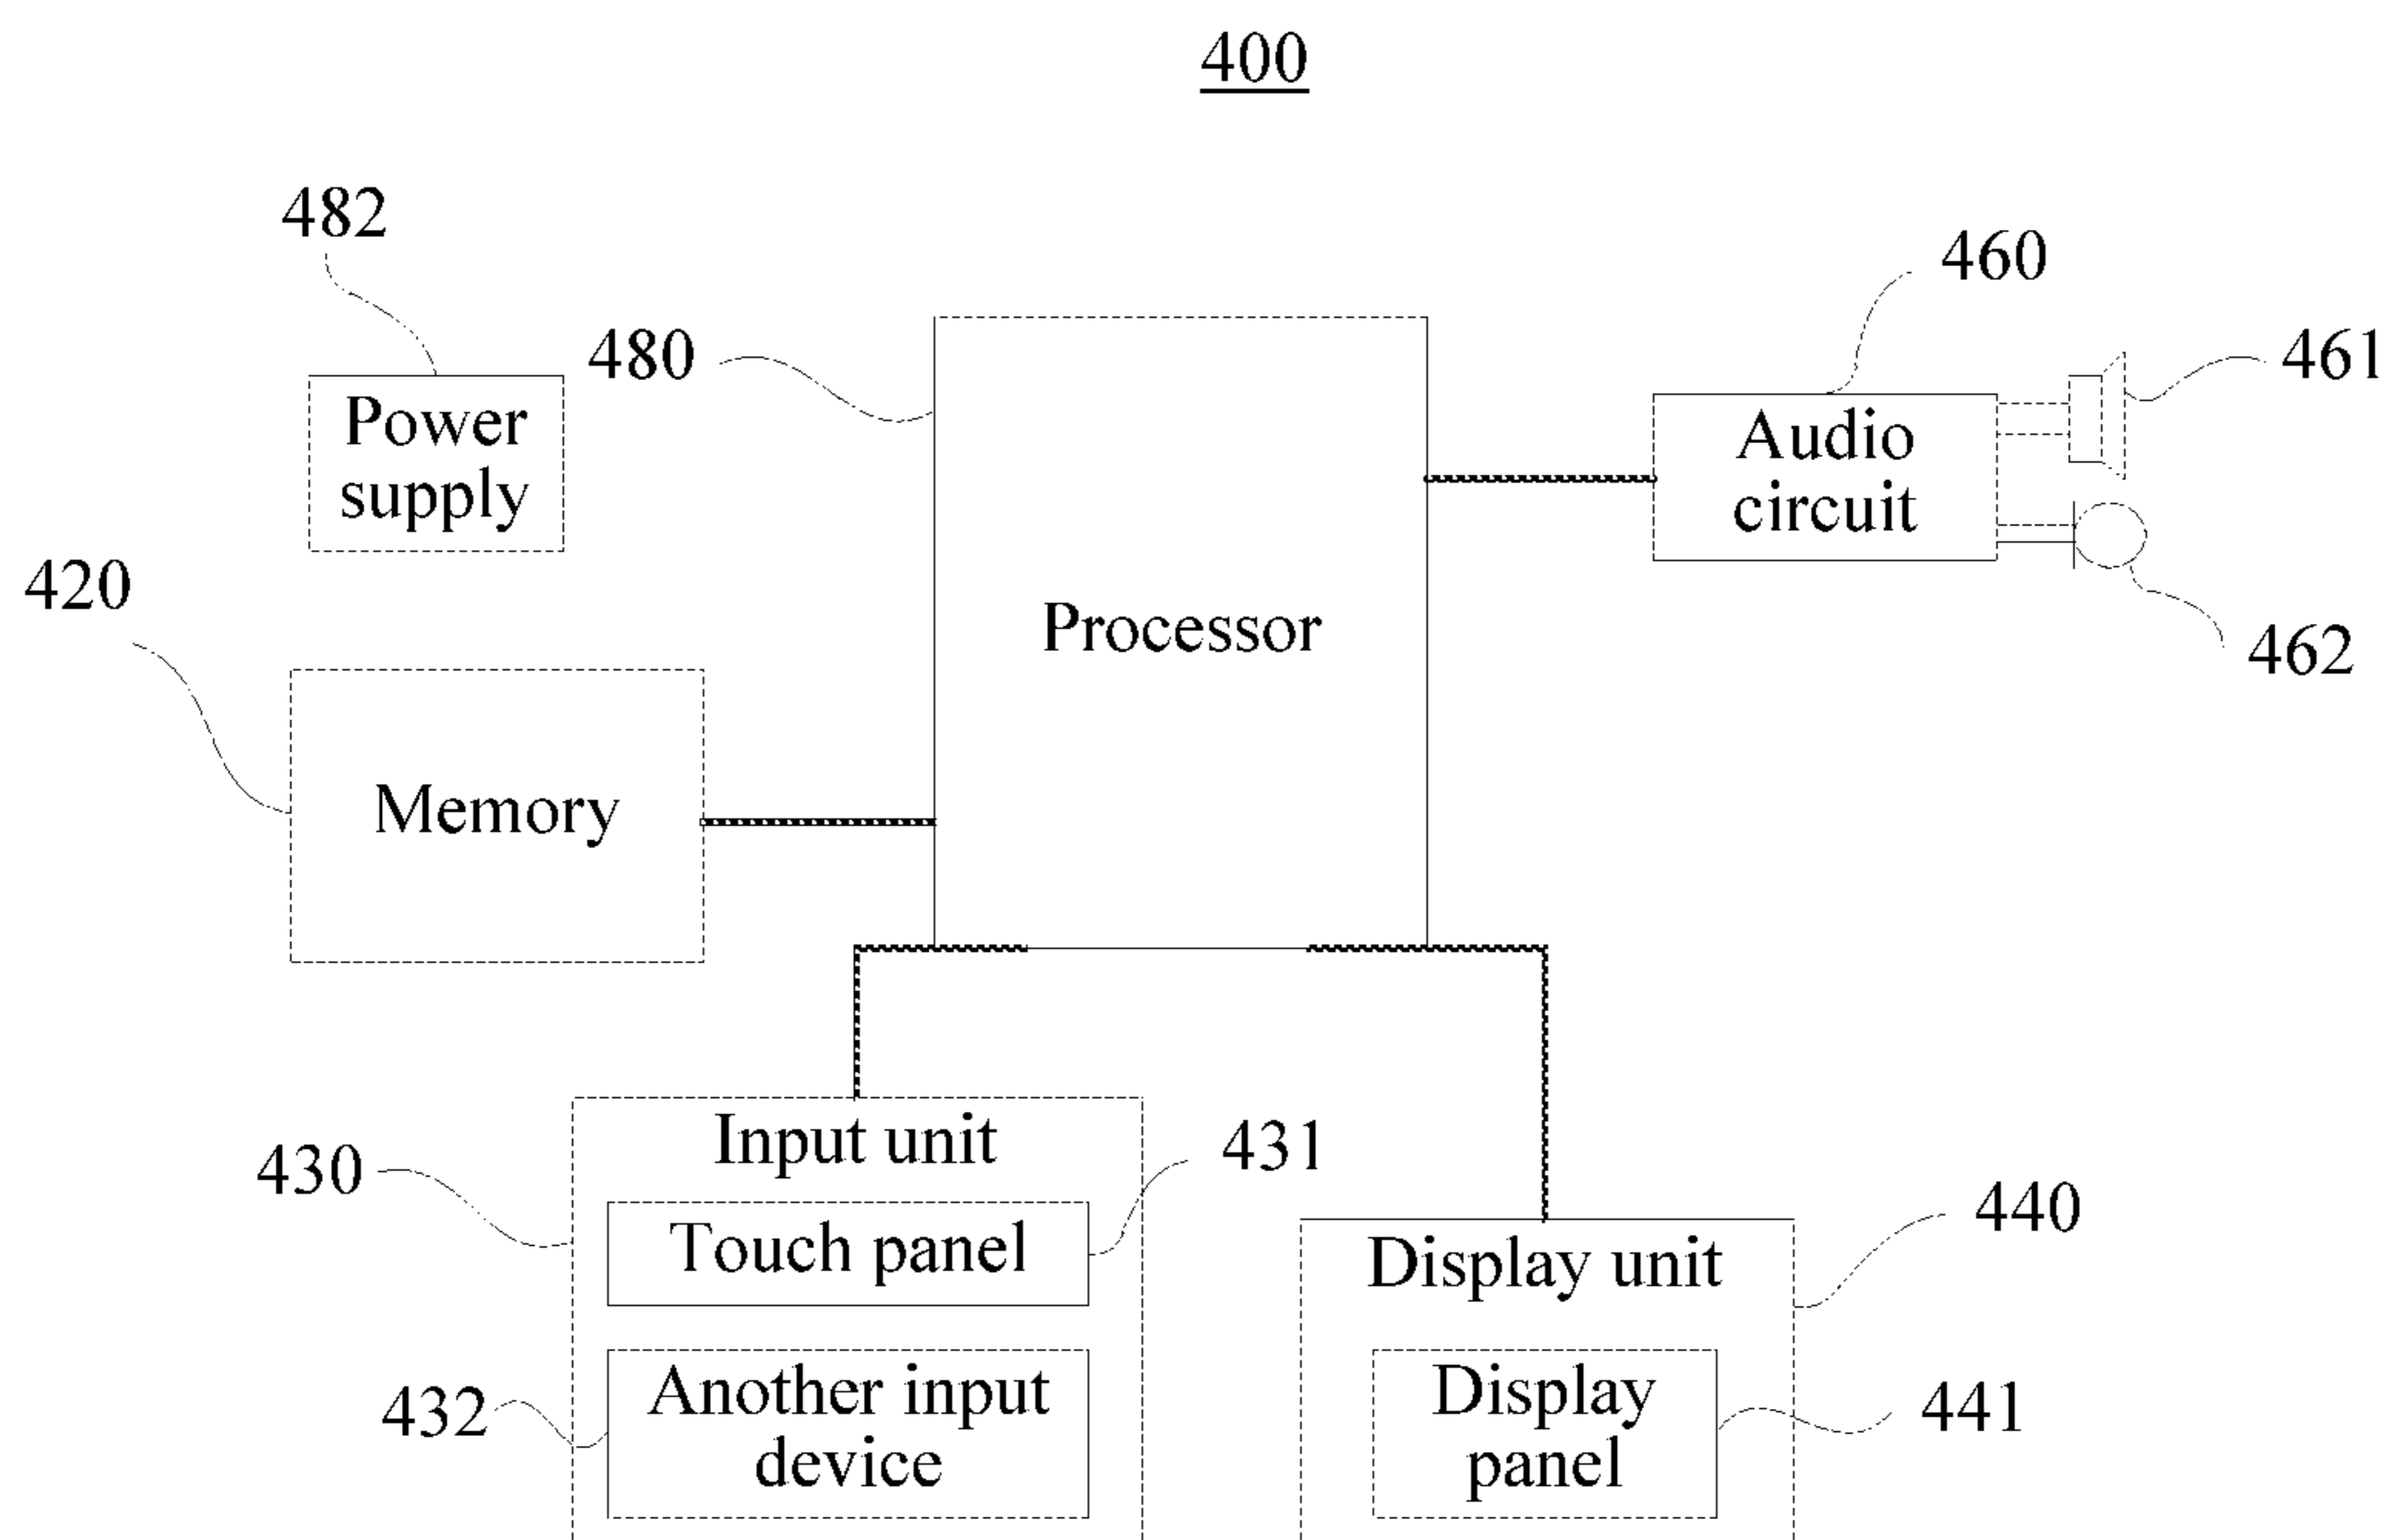 400
482
460
480
461
Power
supply
Audio
circuit
420
Processor
462
Memory
Input unit
431
430
Touch panel
440
Display unit
Another input
device
432
Display
panel
441